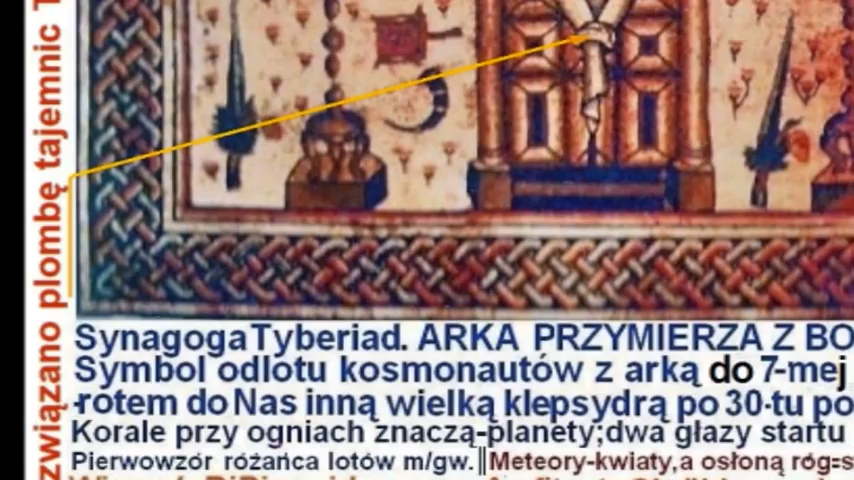 związano plombę tajemnic T
Synagoga Tyberiad. ARKA PRZYMIERZA Z BO
Symbol odlotu kosmonautów z arką do 7-mej
-rotem do Nas inną wielką klepsydrą po 30-tu po
Korale przy ogniach znaczą-planety;dwa głazy startu
Pierwowzór różańca lotów m/gw.||Meteory-kwiaty,a osłoną róg=s